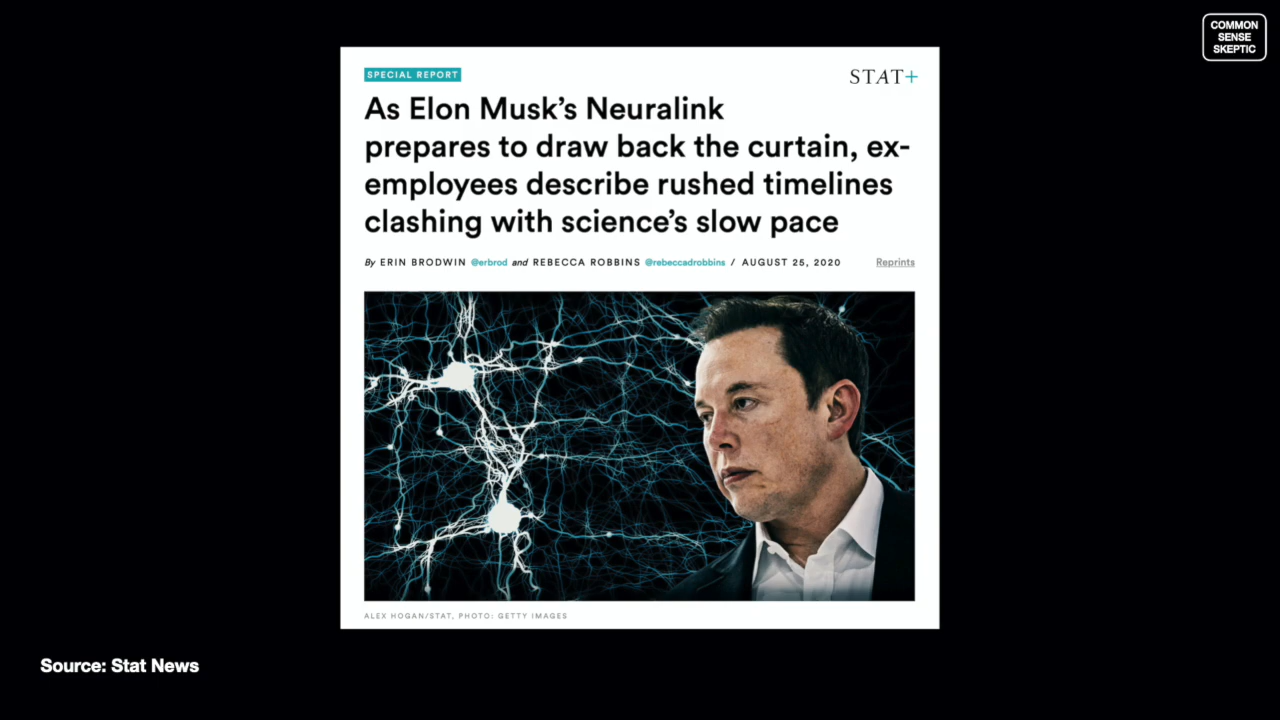 COMMON
SENSE
SKEPTIC
SPECIAL REPORT
STAT+
As Elon Musk’s Neuralink
prepares to draw back the curtain, ex-
employees describe rushed timelines
clashing with science’s slow pace
By ERIN BRODWIN @erbrod and REBECCA ROBBINS @rebeccadrobbins / AUGUST 25, 2020 Reprints
ALEX HOGAN/STAT, PHOTO: GETTY IMAGES
Source: Stat News